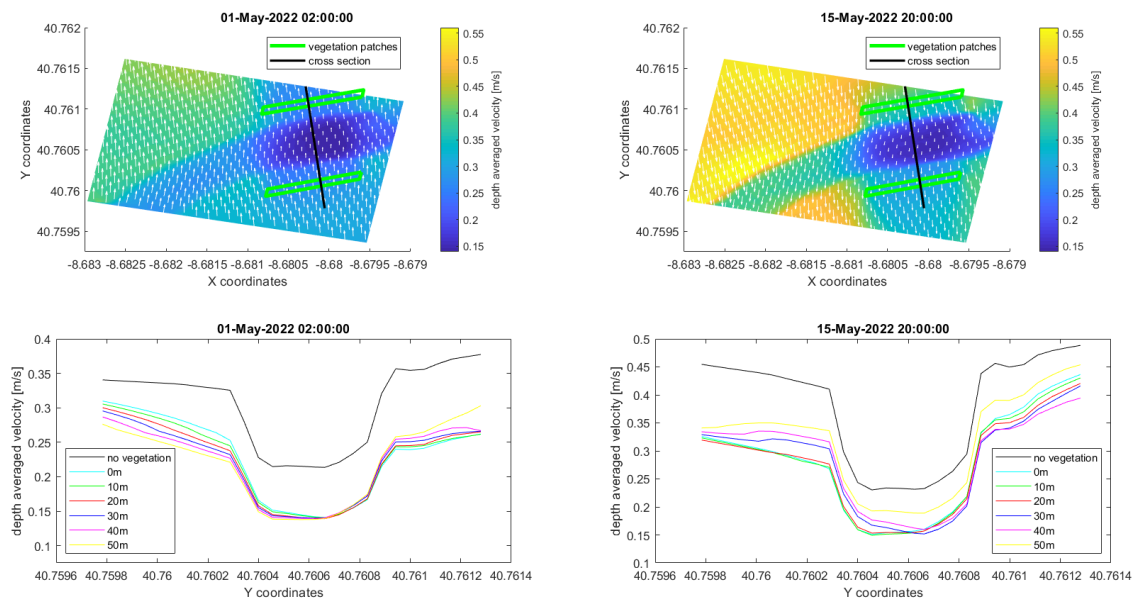 01-May-2022 02:00:00
40.762
40.7615
40.761
40.7605
40.76
40.7595
Y coordinates
-8.683 -8.6825 -8.682 -8.6815 -8.681 -8.6805 -8.68 -8.6795 -8.679
X coordinates
vegetation patches
cross section
0.55
0.5
0.45
0.4
0.35
0.3
0.25
0.2
0.15
depth averaged velocity [m/s]
15-May-2022 20:00:00
40.762
40.7615
40.761
40.7605
40.76
40.7595
Y coordinates
-8.683 -8.6825 -8.682 -8.6815 -8.681 -8.6805 -8.68 -8.6795 -8.679
X coordinates
vegetation patches
cross section
0.55
0.5
0.45
0.4
0.35
0.3
0.25
0.2
0.15
depth averaged velocity [m/s]
01-May-2022 02:00:00
0.4
0.35
0.3
0.25
0.2
0.15
0.1
depth averaged velocity [m/s]
no vegetation
0m
10m
20m
30m
40m
50m
40.7596 40.7598 40.76 40.7602 40.7604 40.7606 40.7608 40.761 40.7612 40.7614
Y coordinates
15-May-2022 20:00:00
0.5
0.45
0.4
0.35
0.3
0.25
0.2
0.15
0.1
depth averaged velocity [m/s]
no vegetation
0m
10m
20m
30m
40m
50m
40.7596 40.7598 40.76 40.7602 40.7604 40.7606 40.7608 40.761 40.7612 40.7614
Y coordinates